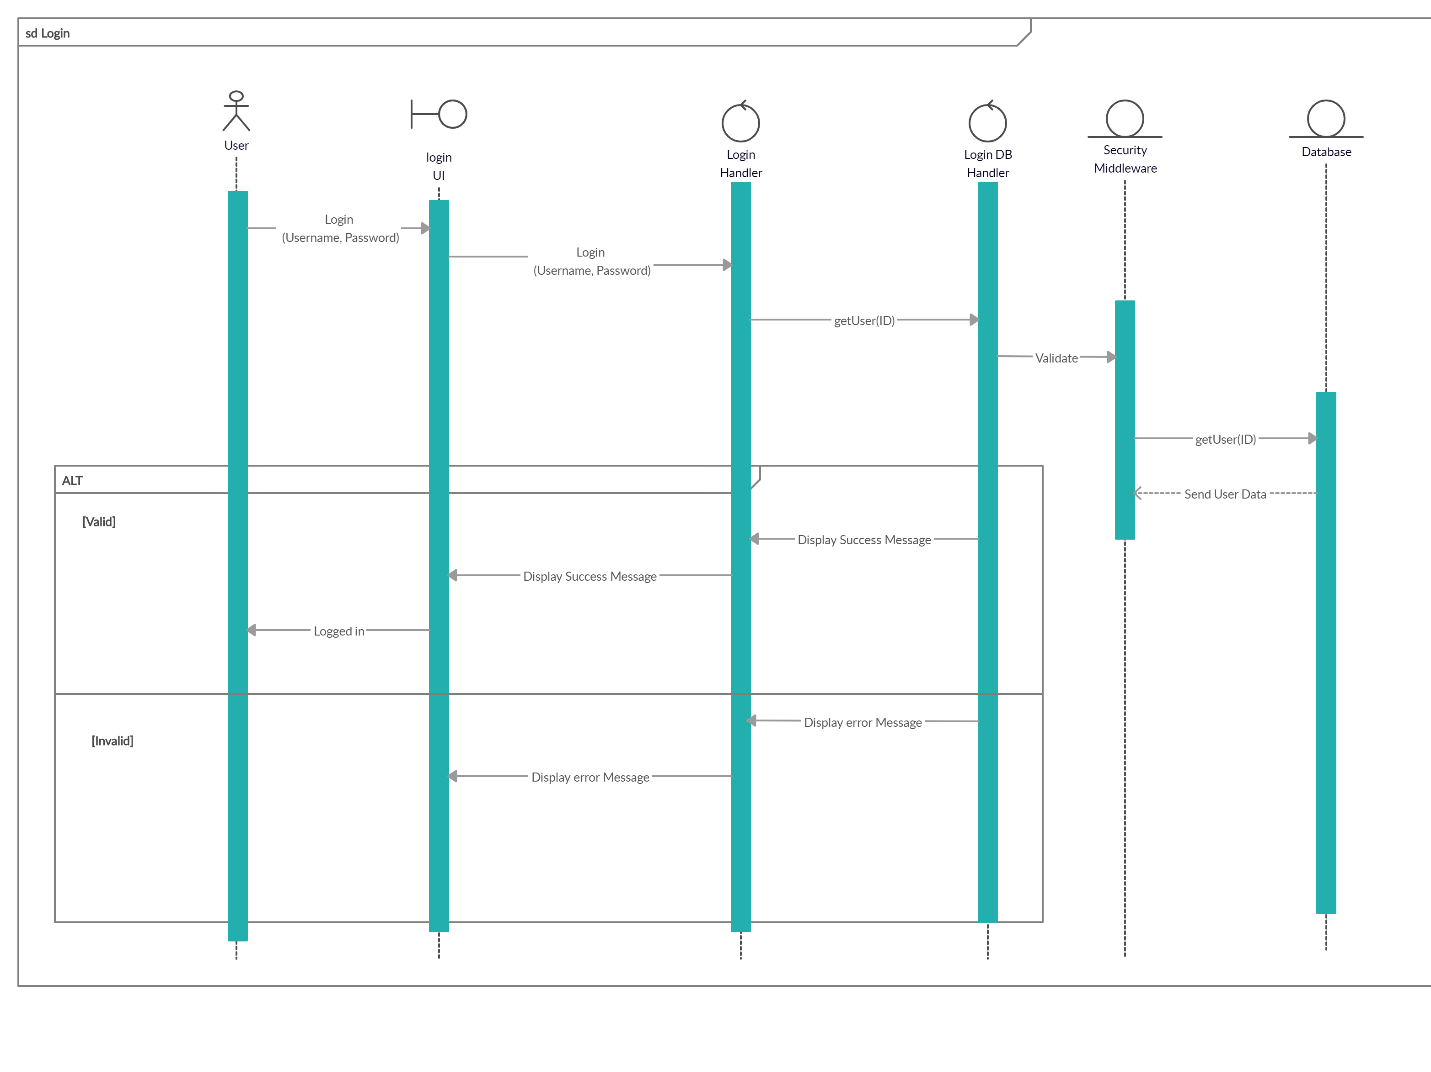 sd Login
User
login
UI
Login
Handler
Login DB
Handler
Security
Middleware
Database
Login
(Username, Password)
Login
(Username, Password)
getUser(ID)
Validate
getUser(ID)
ALT
Send User Data
[Valid]
Display Success Message
Display Success Message
Logged in
Display error Message
[Invalid]
Display error Message